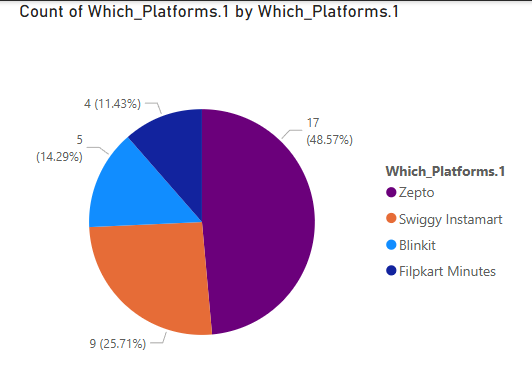 Count of Which_Platforms.1 by Which_Platforms.1
4 (11.43%)
17
(48.57%)
5
(14.29%)
9 (25.71%)
Which_Platforms.1
Zepto
Swiggy Instamart
Blinkit
Filpkart Minutes